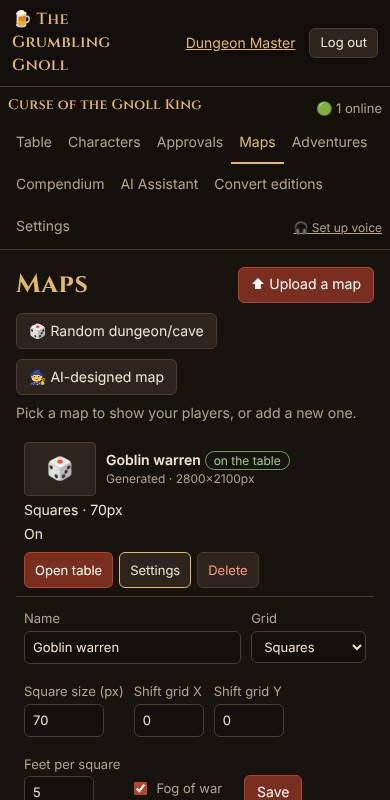 🍺 The
Grumbling
Gnoll
Dungeon Master
Log out
Curse of the Gnoll King
🟢 1 online
Table Characters Approvals Maps Adventures
Compendium AI Assistant Convert editions
Settings
🎧 Set up voice
Maps
⬆ Upload a map
🎲 Random dungeon/cave
🧙 AI-designed map
Pick a map to show your players, or add a new one.
Goblin warren on the table
Generated · 2800×2100px
Squares · 70px
On
Open table Settings Delete
Name Grid
Goblin warren Squares
Square size (px) Shift grid X Shift grid Y
70 0 0
Feet per square
5 Fog of war Save